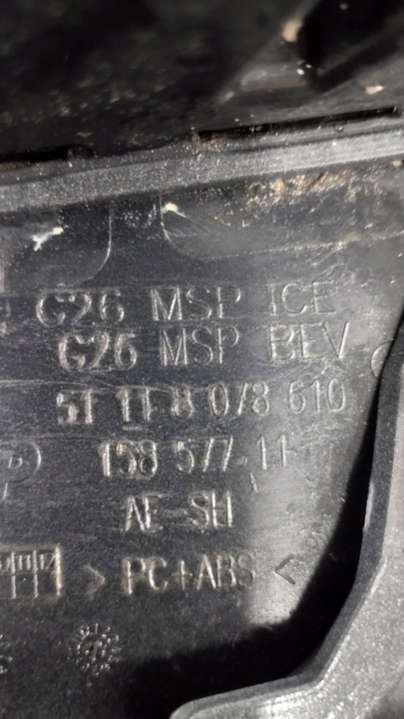 G26 MSP ICE
G26 MSP BEV
51 11 8 078 610
158 577-11
AE-SH
>PC+ABS<